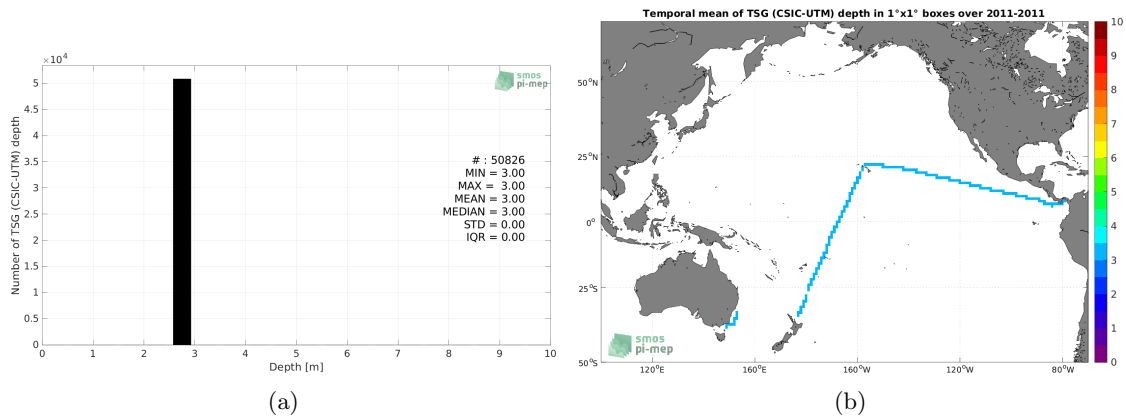 ×10⁴
5
4.5
4
3.5
3
2.5
2
1.5
1
0.5
0
Number of TSG (CSIC-UTM) depth
0 1 2 3 4 5 6 7 8 9 10
Depth [m]
smos
pi-mep
# : 50826
MIN = 3.00
MAX = 3.00
MEAN = 3.00
MEDIAN = 3.00
STD = 0.00
IQR = 0.00
(a)
Temporal mean of TSG (CSIC-UTM) depth in 1°x1° boxes over 2011-2011
50°N
25°N
0°
25°S
50°S
120°E 160°E 160°W 120°W 80°W
smos
pi-mep
10
9
8
7
6
5
4
3
2
1
0
(b)